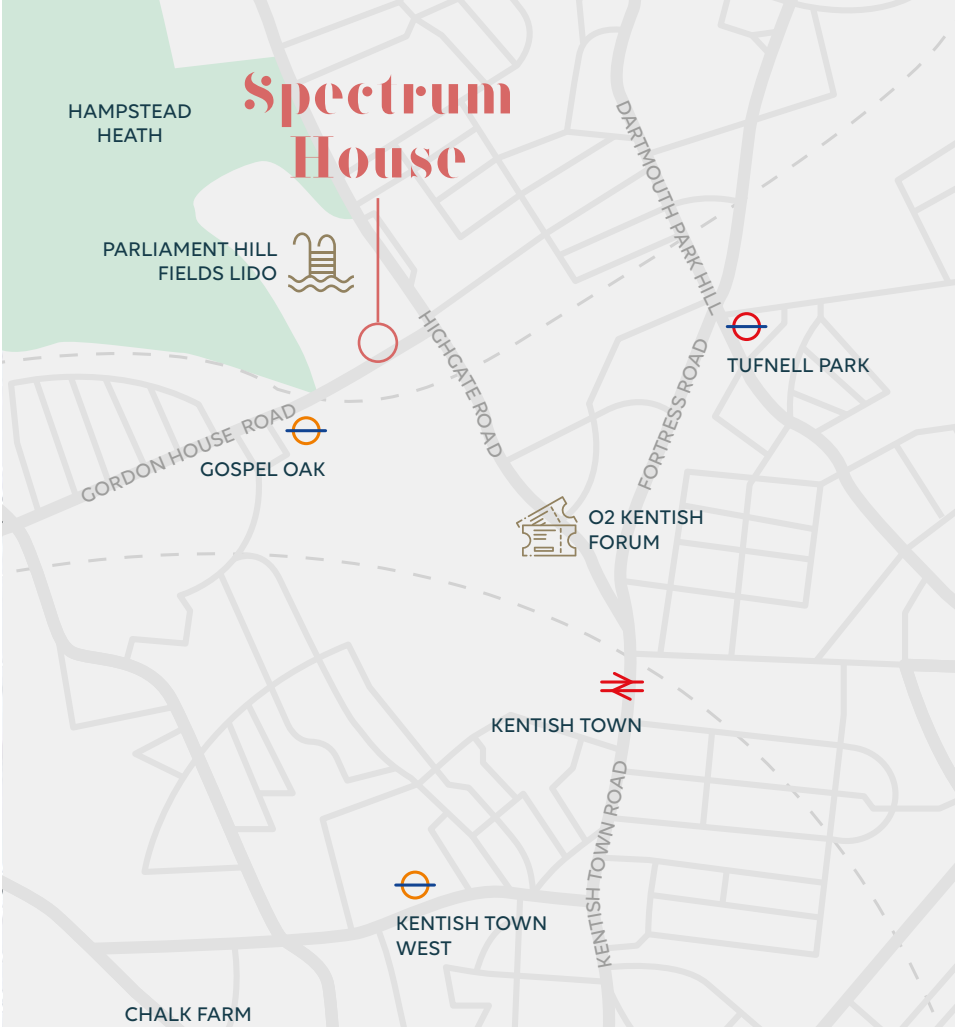 Spectrum
House
HAMPSTEAD
HEATH
DARTMOUTH PARK HILL
PARLIAMENT HILL
FIELDS LIDO
HIGHGATE ROAD
TUFNELL PARK
FORTRESS ROAD
GORDON HOUSE ROAD
GOSPEL OAK
O2 KENTISH
FORUM
KENTISH TOWN
KENTISH TOWN ROAD
KENTISH TOWN
WEST
CHALK FARM